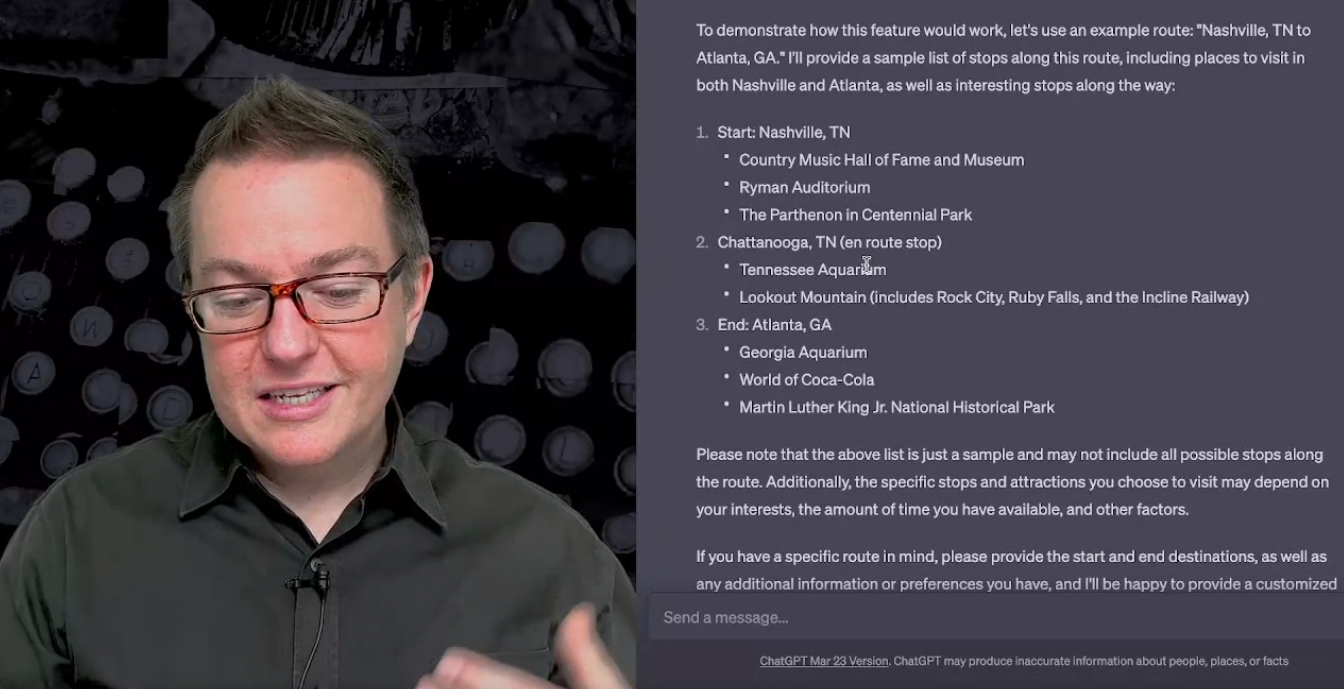 To demonstrate how this feature would work, let's use an example route: "Nashville, TN to
Atlanta, GA." I'll provide a sample list of stops along this route, including places to visit in
both Nashville and Atlanta, as well as interesting stops along the way:
1. Start: Nashville, TN
• Country Music Hall of Fame and Museum
• Ryman Auditorium
• The Parthenon in Centennial Park
2. Chattanooga, TN (en route stop)
• Tennessee Aquarium
• Lookout Mountain (includes Rock City, Ruby Falls, and the Incline Railway)
3. End: Atlanta, GA
• Georgia Aquarium
• World of Coca-Cola
• Martin Luther King Jr. National Historical Park
Please note that the above list is just a sample and may not include all possible stops along
the route. Additionally, the specific stops and attractions you choose to visit may depend on
your interests, the amount of time you have available, and other factors.
If you have a specific route in mind, please provide the start and end destinations, as well as
any additional information or preferences you have, and I'll be happy to provide a customized
Send a message...
ChatGPT Mar 23 Version. ChatGPT may produce inaccurate information about people, places, or facts